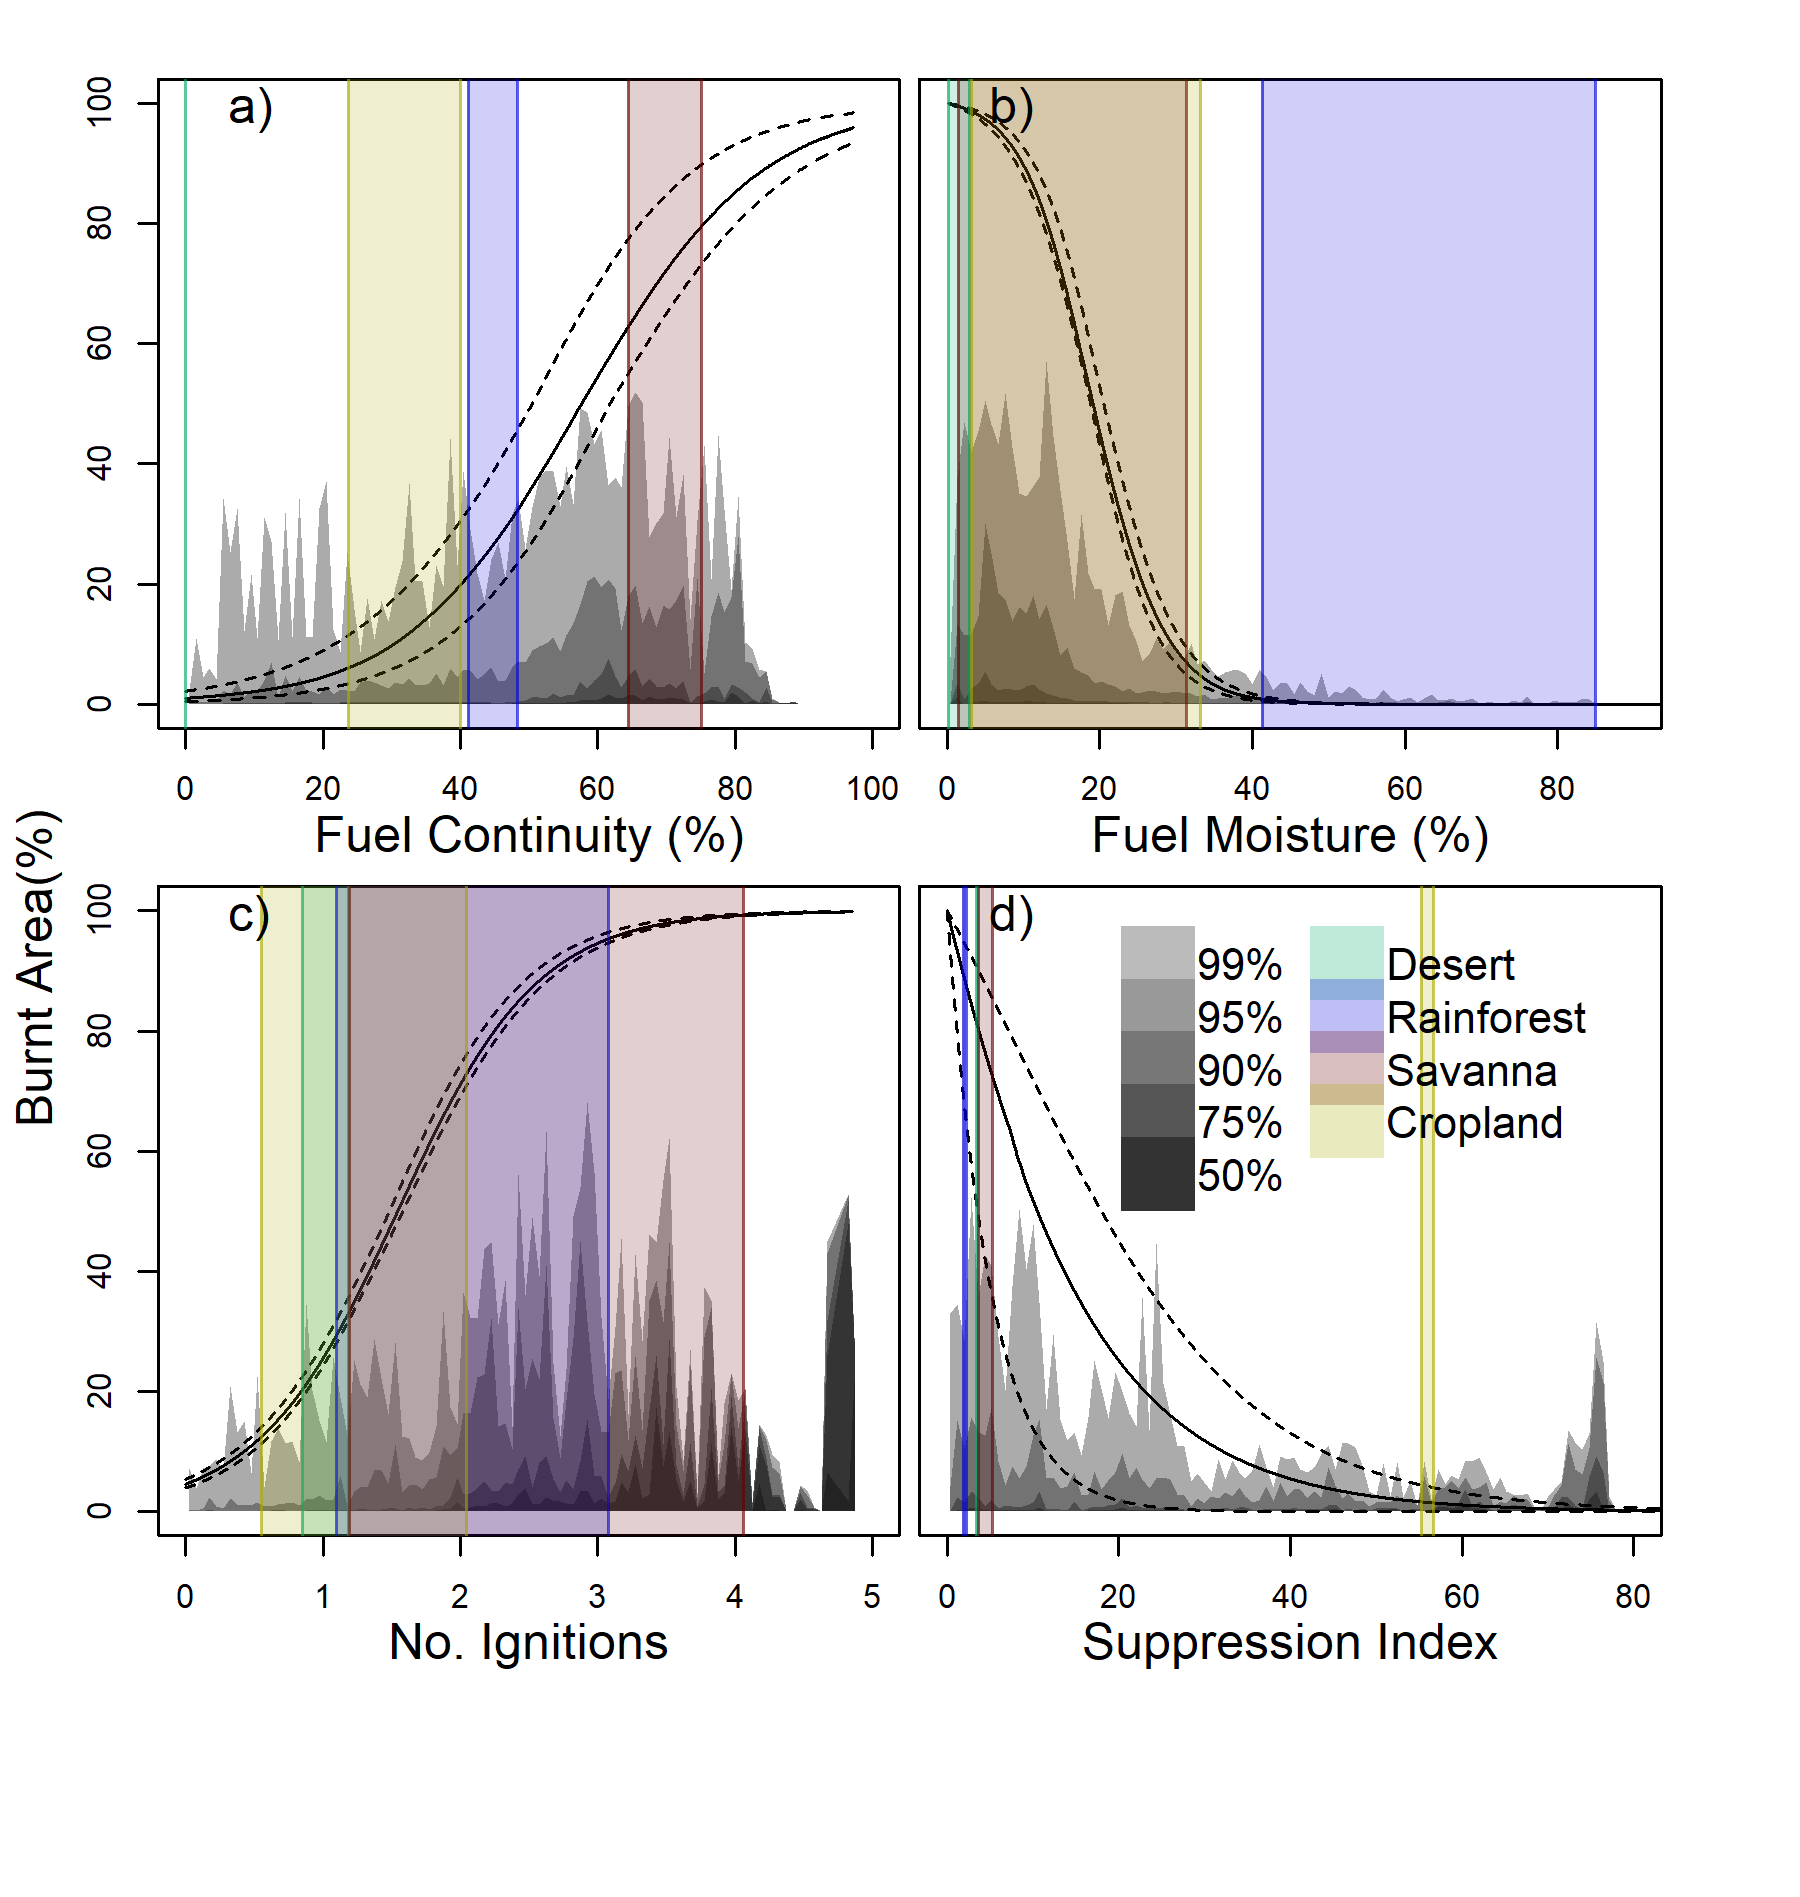 a)
b)
100
80
60
40
20
0
0 20 40 60 80 100
Fuel Continuity (%)
0 20 40 60 80
Fuel Moisture (%)
Burnt Area(%)
c)
d)
100
80
60
40
20
0
99%
95%
90%
75%
50%
Desert
Rainforest
Savanna
Cropland
0 1 2 3 4 5
No. Ignitions
0 20 40 60 80
Suppression Index